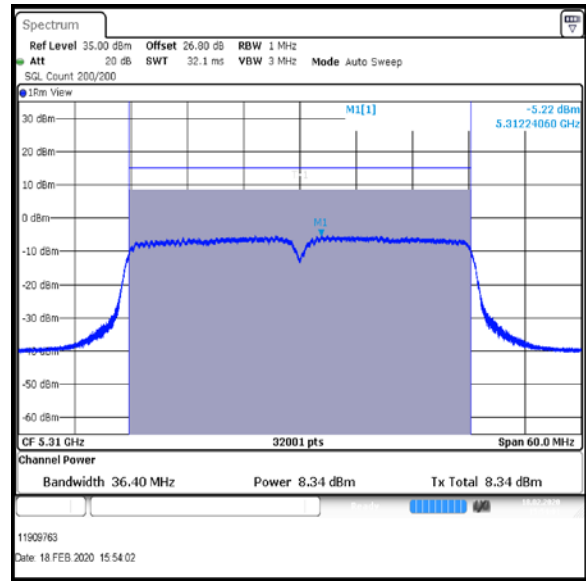 Spectrum
Ref Level 35.00 dBm Offset 26.80 dB RBW 1 MHz
Att 20 dB SWT 32.1 ms VBW 3 MHz Mode Auto Sweep
SGL Count 200/200
1Rm View
M1[1] -5.22 dBm
5.31224060 GHz
30 dBm
20 dBm
10 dBm
M1
0 dBm
-10 dBm
-20 dBm
-30 dBm
-40 dBm
-50 dBm
-60 dBm
CF 5.31 GHz 32001 pts Span 60.0 MHz
Channel Power
Bandwidth 36.40 MHz Power 8.34 dBm Tx Total 8.34 dBm
11909763
Date: 18.FEB.2020 15:54:02